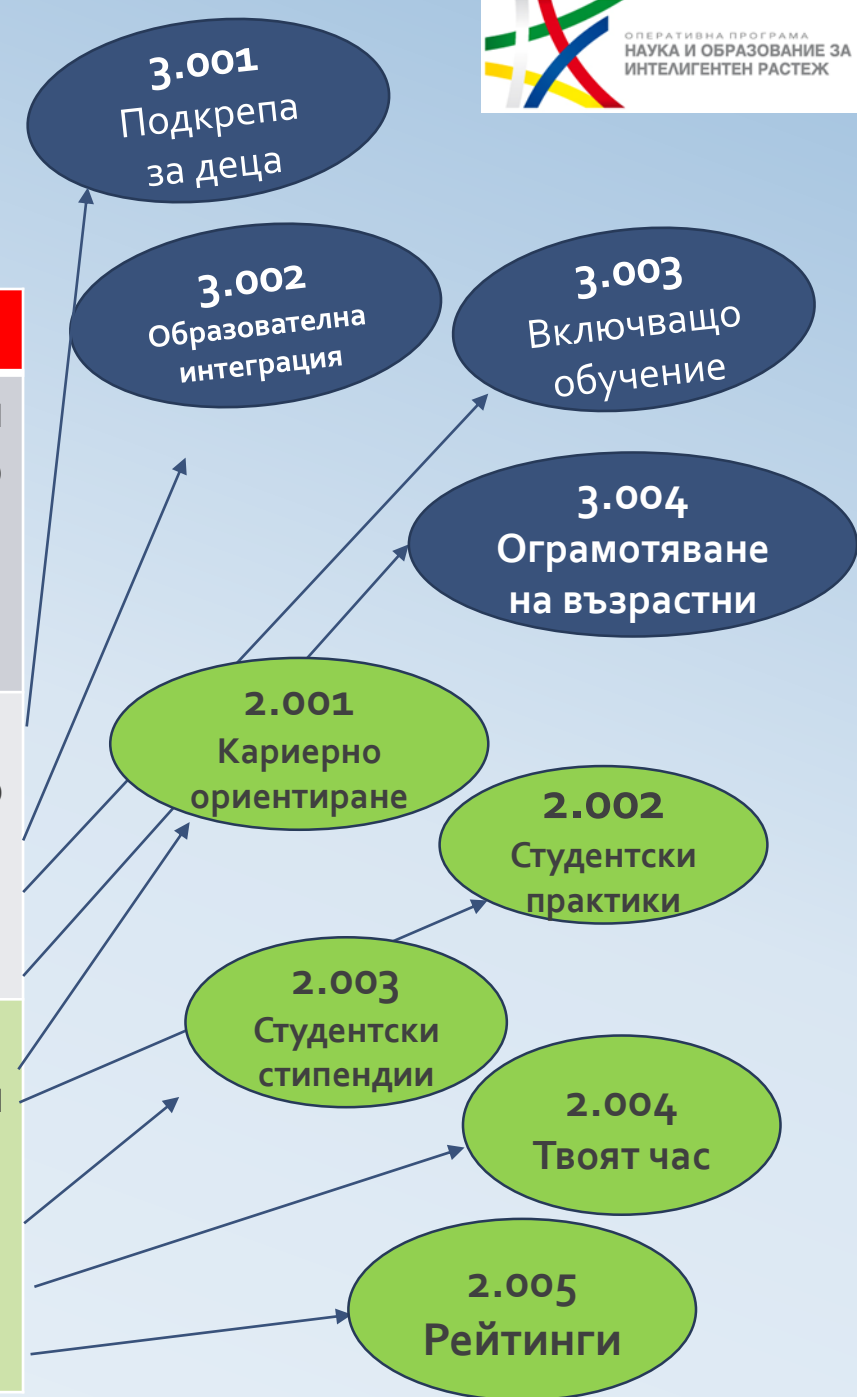 ОПЕРАТИВНА ПРОГРАМА
НАУКА И ОБРАЗОВАНИЕ ЗА
ИНТЕЛИГЕНТЕН РАСТЕЖ
3.001
Подкрепа
за деца
3.002
Образователна
интеграция
3.003
Включващо
обучение
3.004
Ограмотяване
на възрастни
2.001
Кариерно
ориентиране
2.002
Студентски
практики
2.003
Студентски
стипендии
2.004
Твоят час
2.005
Рейтинги